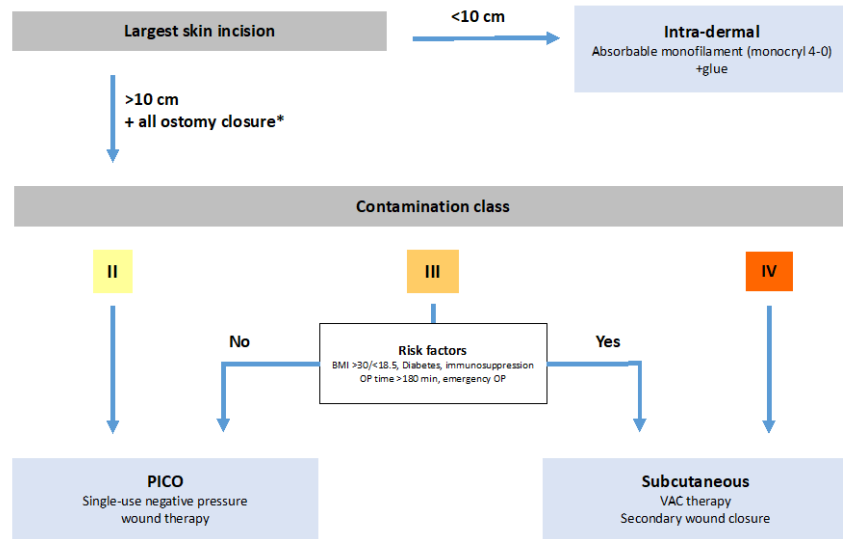 Largest skin incision
<10 cm
Intra-dermal
Absorbable monofilament (monocryl 4-0)
+glue
>10 cm
+ all ostomy closure*
Contamination class
II
III
IV
No
Risk factors
BMI >30/<18.5, Diabetes, immunosuppression
OP time >180 min, emergency OP
Yes
PICO
Single-use negative pressure
wound therapy
Subcutaneous
VAC therapy
Secondary wound closure